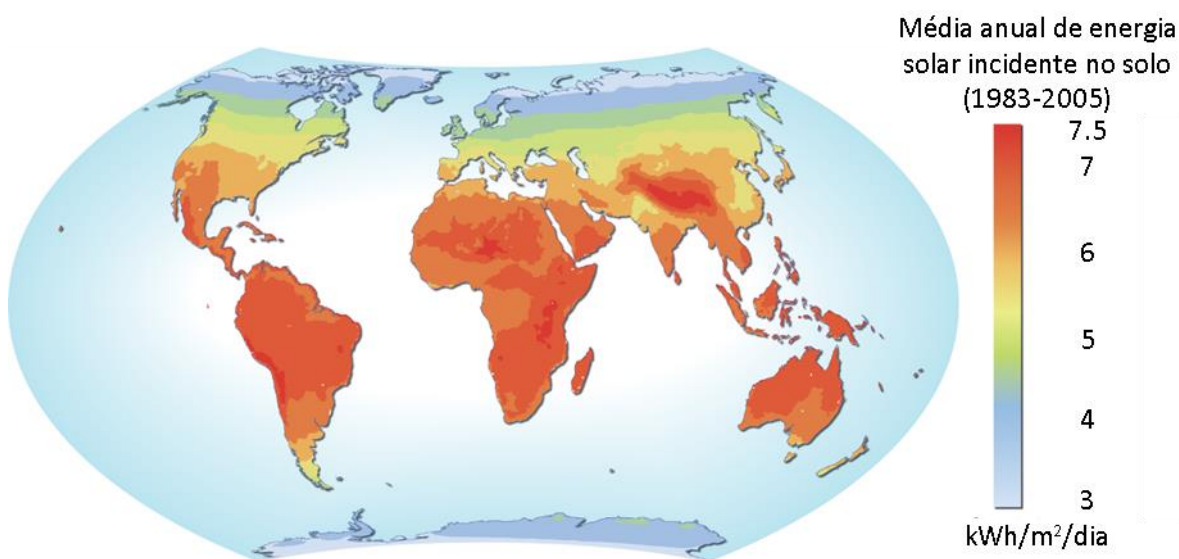 Média anual de energia
solar incidente no solo
(1983-2005)
7.5
7
6
5
4
3
kWh/m²/dia